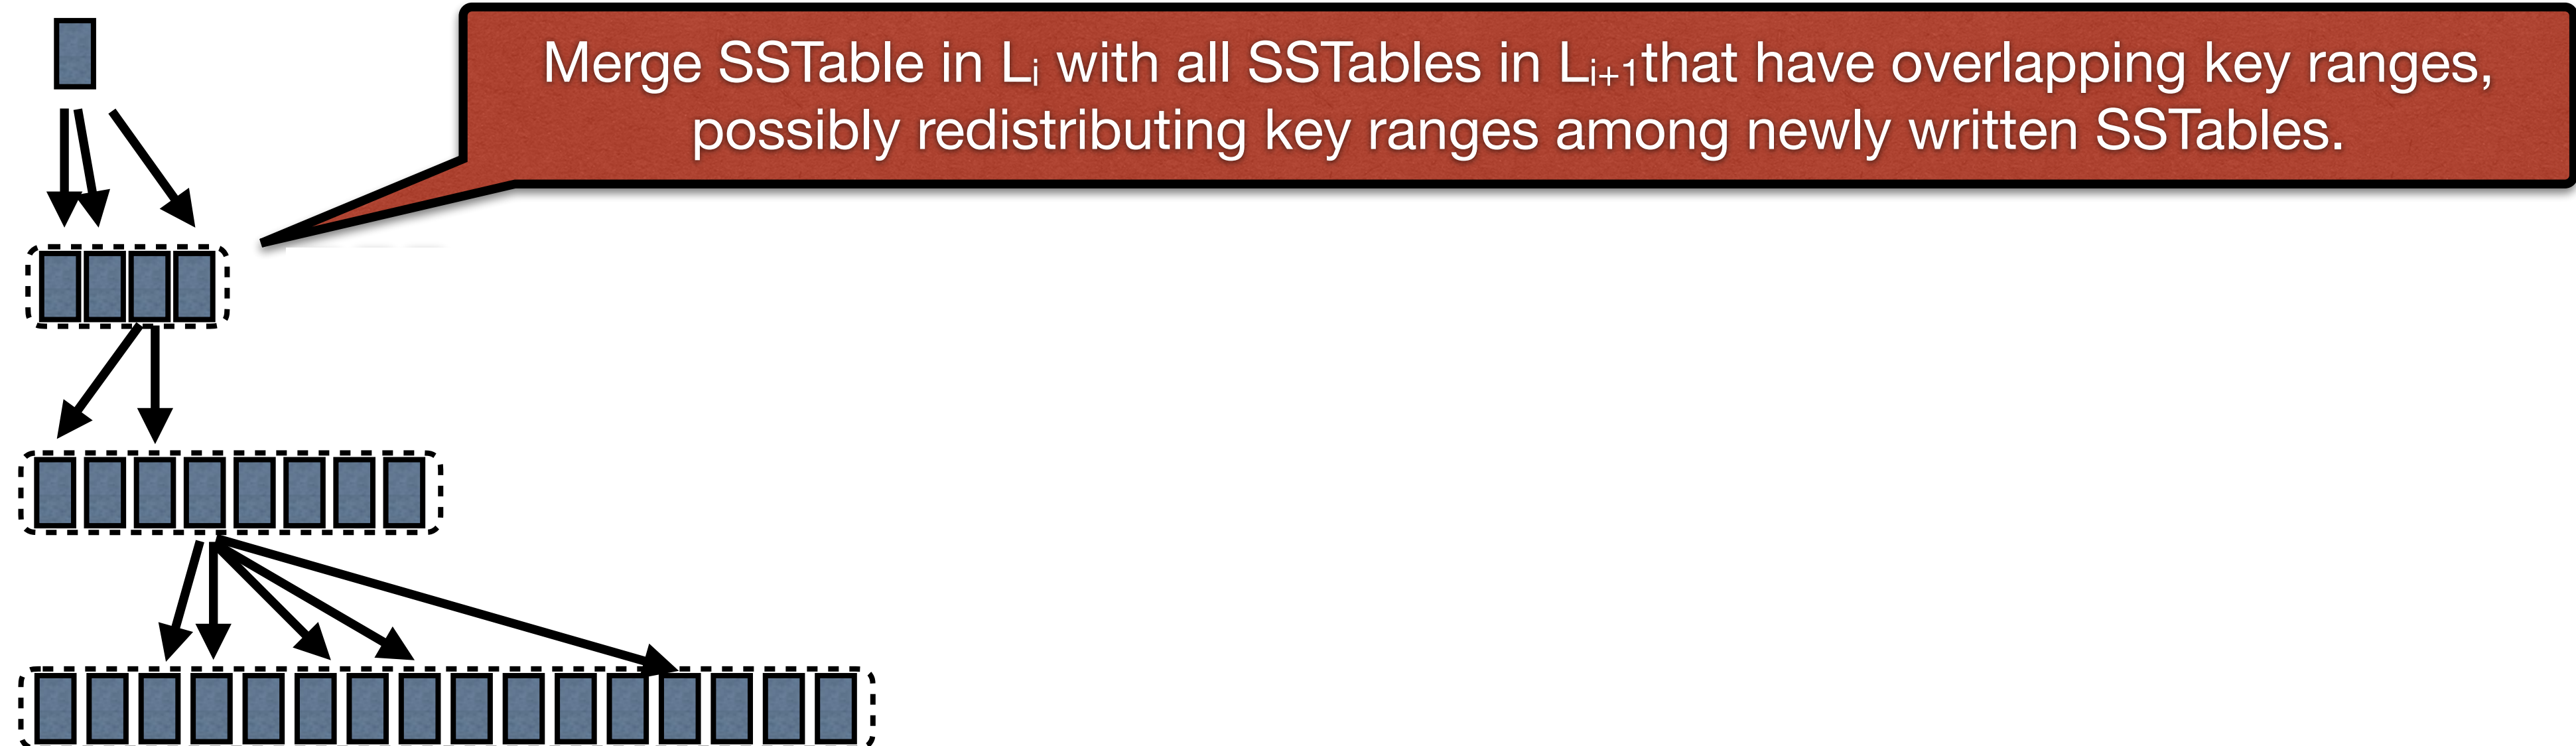 Merge SSTable in Li with all SSTables in Li+1that have overlapping key ranges,
possibly redistributing key ranges among newly written SSTables.